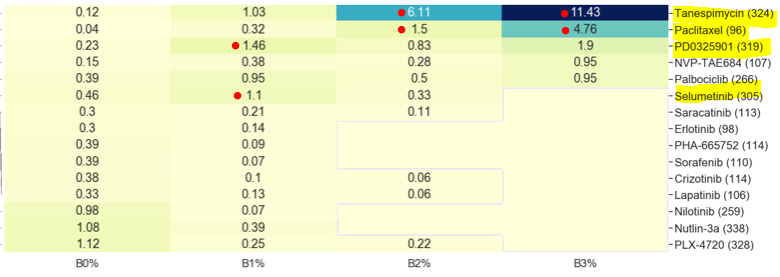 0.12 1.03 6.11 11.43 Tanespimycin (324)
0.04 0.32 1.5 4.76 Paclitaxel (96)
0.23 1.46 0.83 1.9 PD0325901 (319)
0.15 0.38 0.28 0.95 NVP-TAE684 (107)
0.39 0.95 0.5 0.95 Palbociclib (266)
0.46 1.1 0.33 Selumetinib (305)
0.3 0.21 0.11 Saracatinib (113)
0.3 0.14 Erlotinib (98)
0.39 0.09 PHA-665752 (114)
0.39 0.07 Sorafenib (110)
0.38 0.1 0.06 Crizotinib (114)
0.33 0.13 0.06 Lapatinib (106)
0.98 0.07 Nilotinib (259)
1.08 0.39 Nutlin-3a (338)
1.12 0.25 0.22 PLX-4720 (328)
B0% B1% B2% B3%